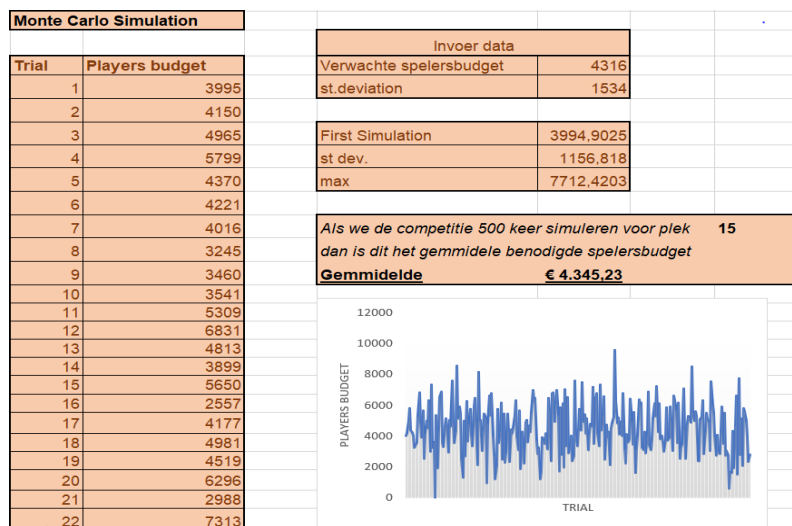 Monte Carlo Simulation
Trial Players budget
1 3995
2 4150
3 4965
4 5799
5 4370
6 4221
7 4016
8 3245
9 3460
10 3541
11 5309
12 6831
13 4813
14 3899
15 5650
16 2557
17 4177
18 4981
19 4519
20 6296
21 2988
22 7313
Invoer data
Verwachte spelersbudget 4316
st.deviation 1534
First Simulation 3994,9025
st dev. 1156,818
max 7712,4203
Als we de competitie 500 keer simuleren voor plek 15
dan is dit het gemmidele benodigde spelersbudget
Gemmidelde € 4.345,23
PLAYERS BUDGET
12000
10000
8000
6000
4000
2000
0
TRIAL